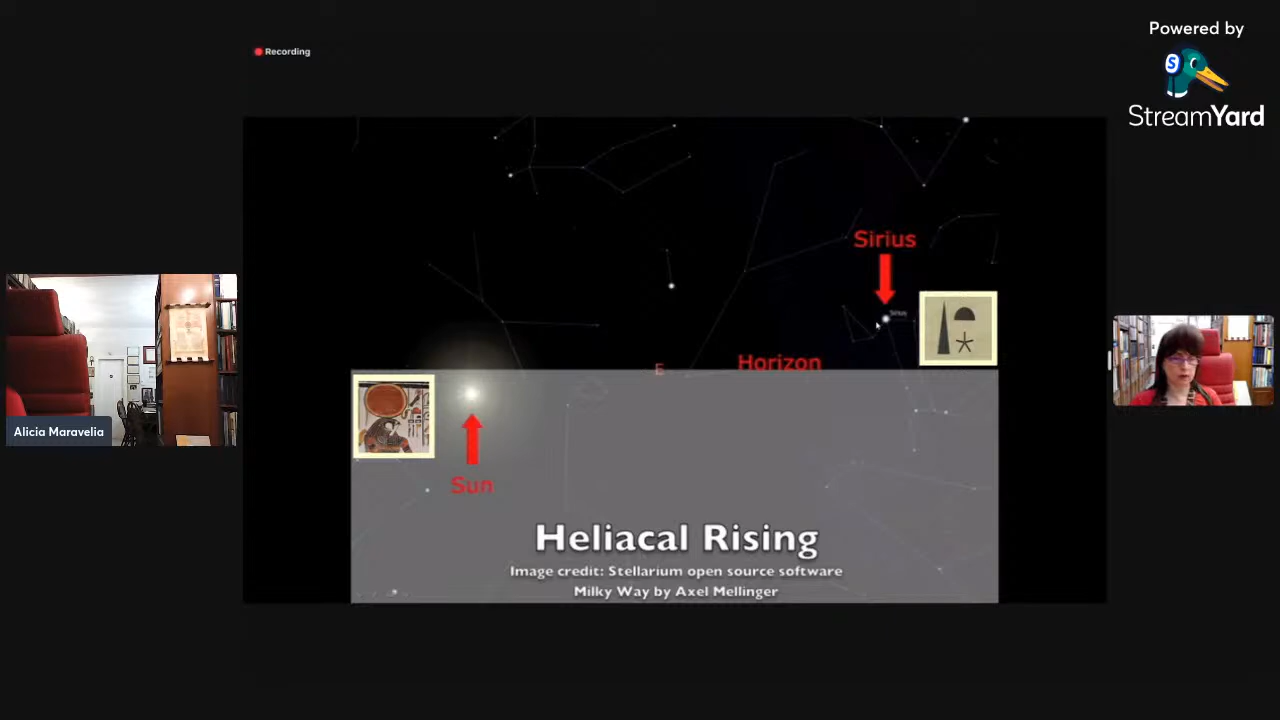 Recording
Powered by
StreamYard
Sirius
Sirius
E
Horizon
Sun
Alicia Maravelia
Heliacal Rising
Image credit: Stellarium open source software
Milky Way by Axel Mellinger